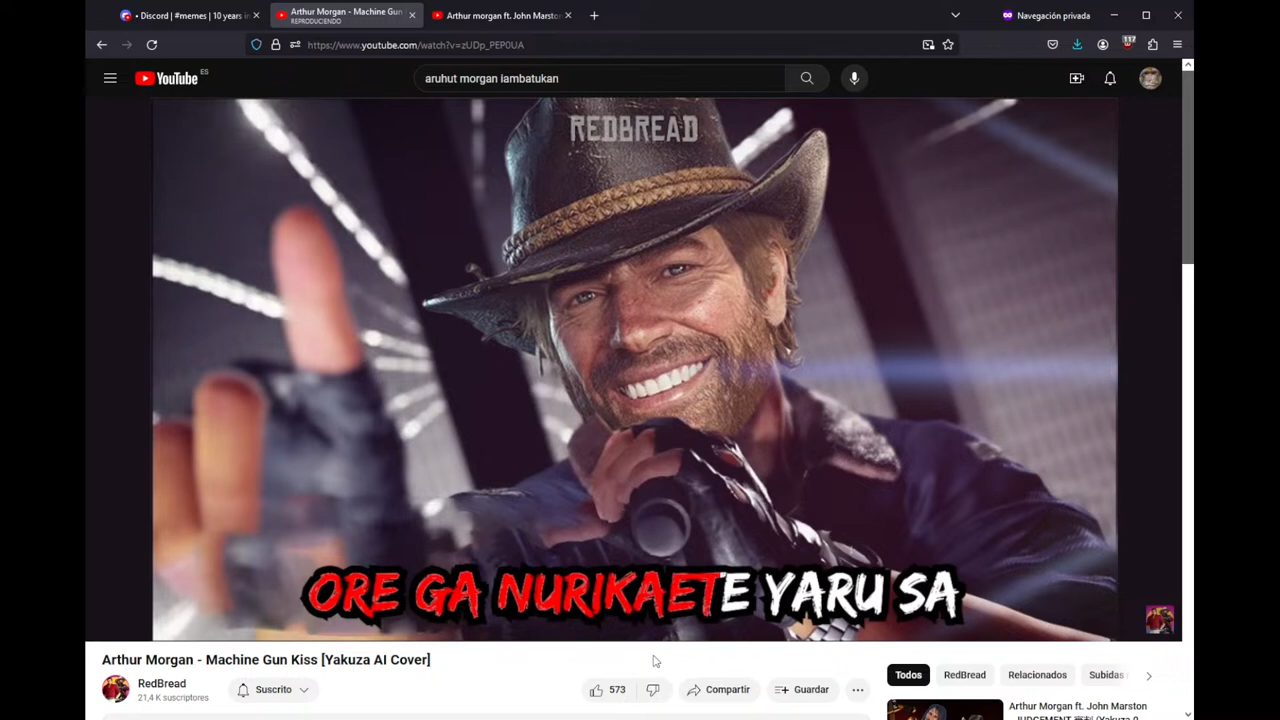 • Discord | #memes | 10 years in
Arthur Morgan - Machine Gun
REPRODUCIENDO
Arthur morgan ft. John Marston
Navegación privada
https://www.youtube.com/watch?v=zUDp_PEP0UA
117
YouTube ES
aruhut morgan iambatukan
REDBREAD
ORE GA NURIKAETE YARU SA
Arthur Morgan - Machine Gun Kiss [Yakuza AI Cover]
RedBread
21,4 K suscriptores
Suscrito
573
Compartir
Guardar
Todos
RedBread
Relacionados
Subidas
Arthur Morgan ft. John Marston